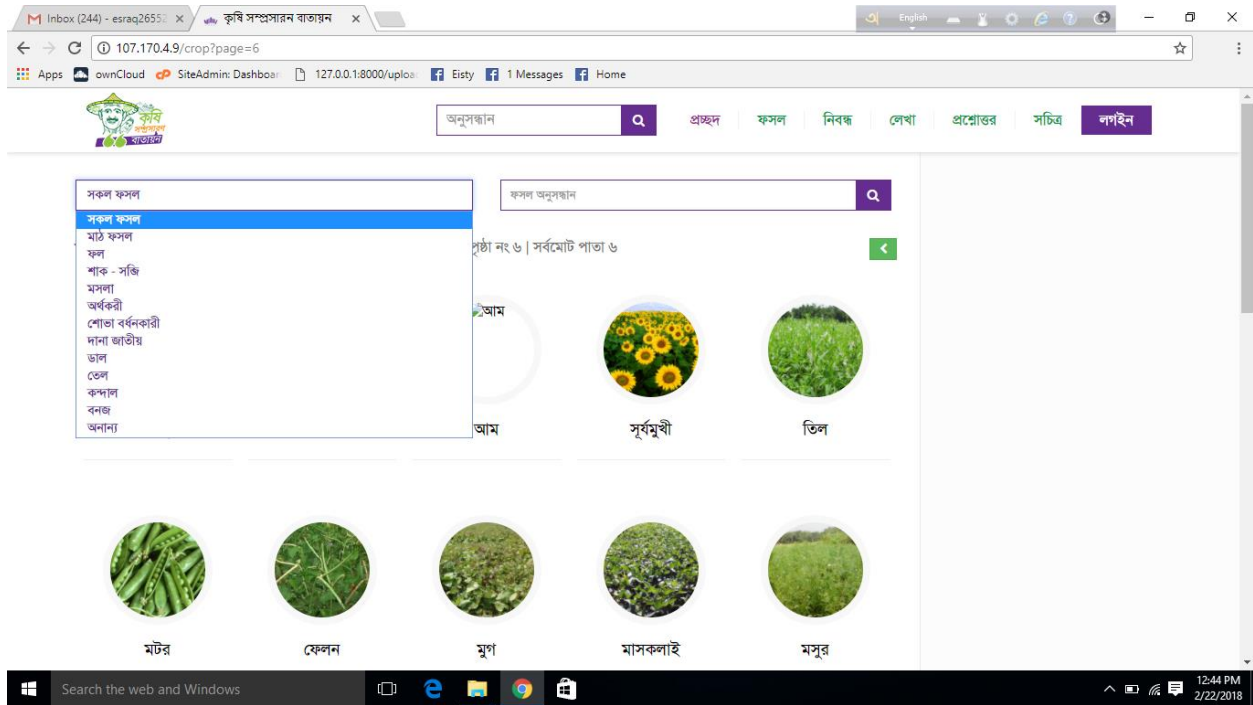 Inbox (244) - esraq2655
কৃষি সম্প্রসারন বাতায়ন
English
107.170.4.9/crop?page=6
Apps ownCloud SiteAdmin: Dashboar 127.0.0.1:8000/uploa Eisty 1 Messages Home
কৃষি
সম্প্রসারণ
বাতায়ন
অনুসন্ধান
প্রচ্ছদ ফসল নিবন্ধ লেখা প্রশ্নোত্তর সচিত্র লগইন
সকল ফসল
ফসল অনুসন্ধান
সকল ফসল
মাঠ ফসল
ফল
শাক - সব্জি
মসলা
অর্থকরী
শোভা বর্ধনকারী
দানা জাতীয়
ডাল
তেল
কন্দাল
বনজ
অনান্য
পৃষ্ঠা নং ৬ | সর্বমোট পাতা ৬
আম
আম সূর্যমুখী তিল
মটর ফেলন মুগ মাসকলাই মসুর
Search the web and Windows
12:44 PM
2/22/2018